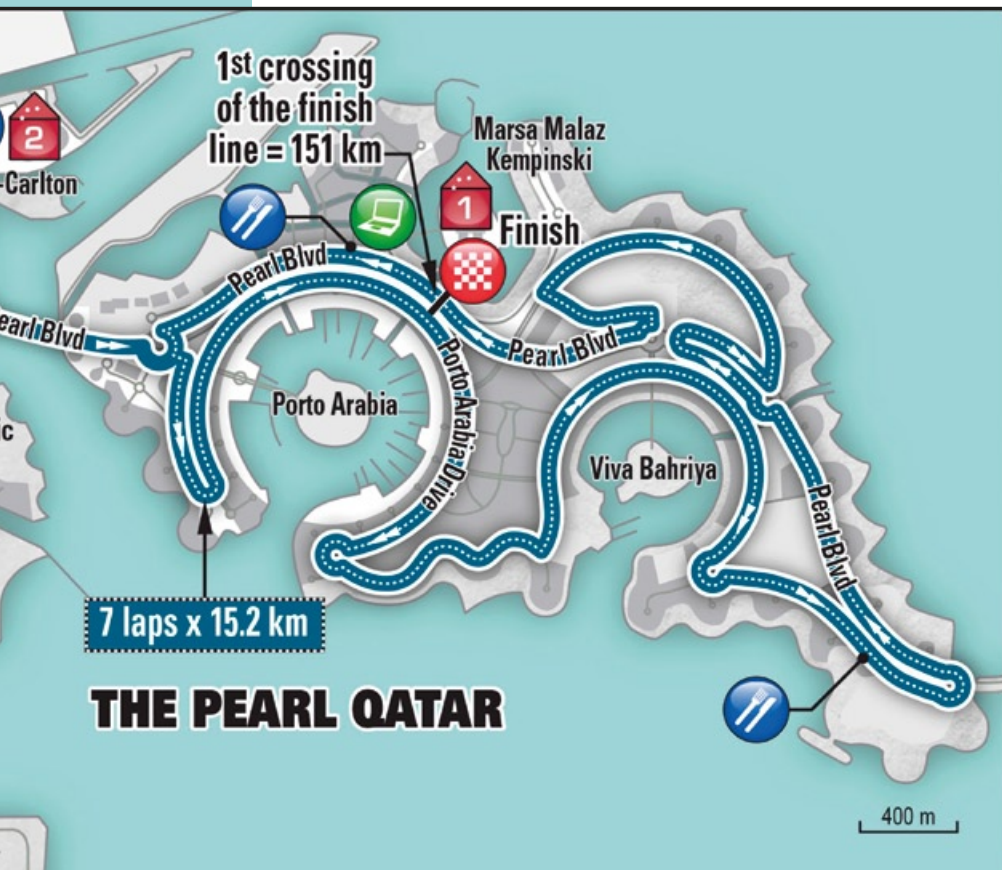 1st crossing
of the finish
line = 151 km
Marsa Malaz
Kempinski
2
-Carlton
1
Finish
Pearl Blvd
earl Blvd
Pearl Blvd
Porto Arabia
Porto Arabia Drive
ic
Viva Bahriya
Pearl Blvd
7 laps x 15.2 km
THE PEARL QATAR
400 m